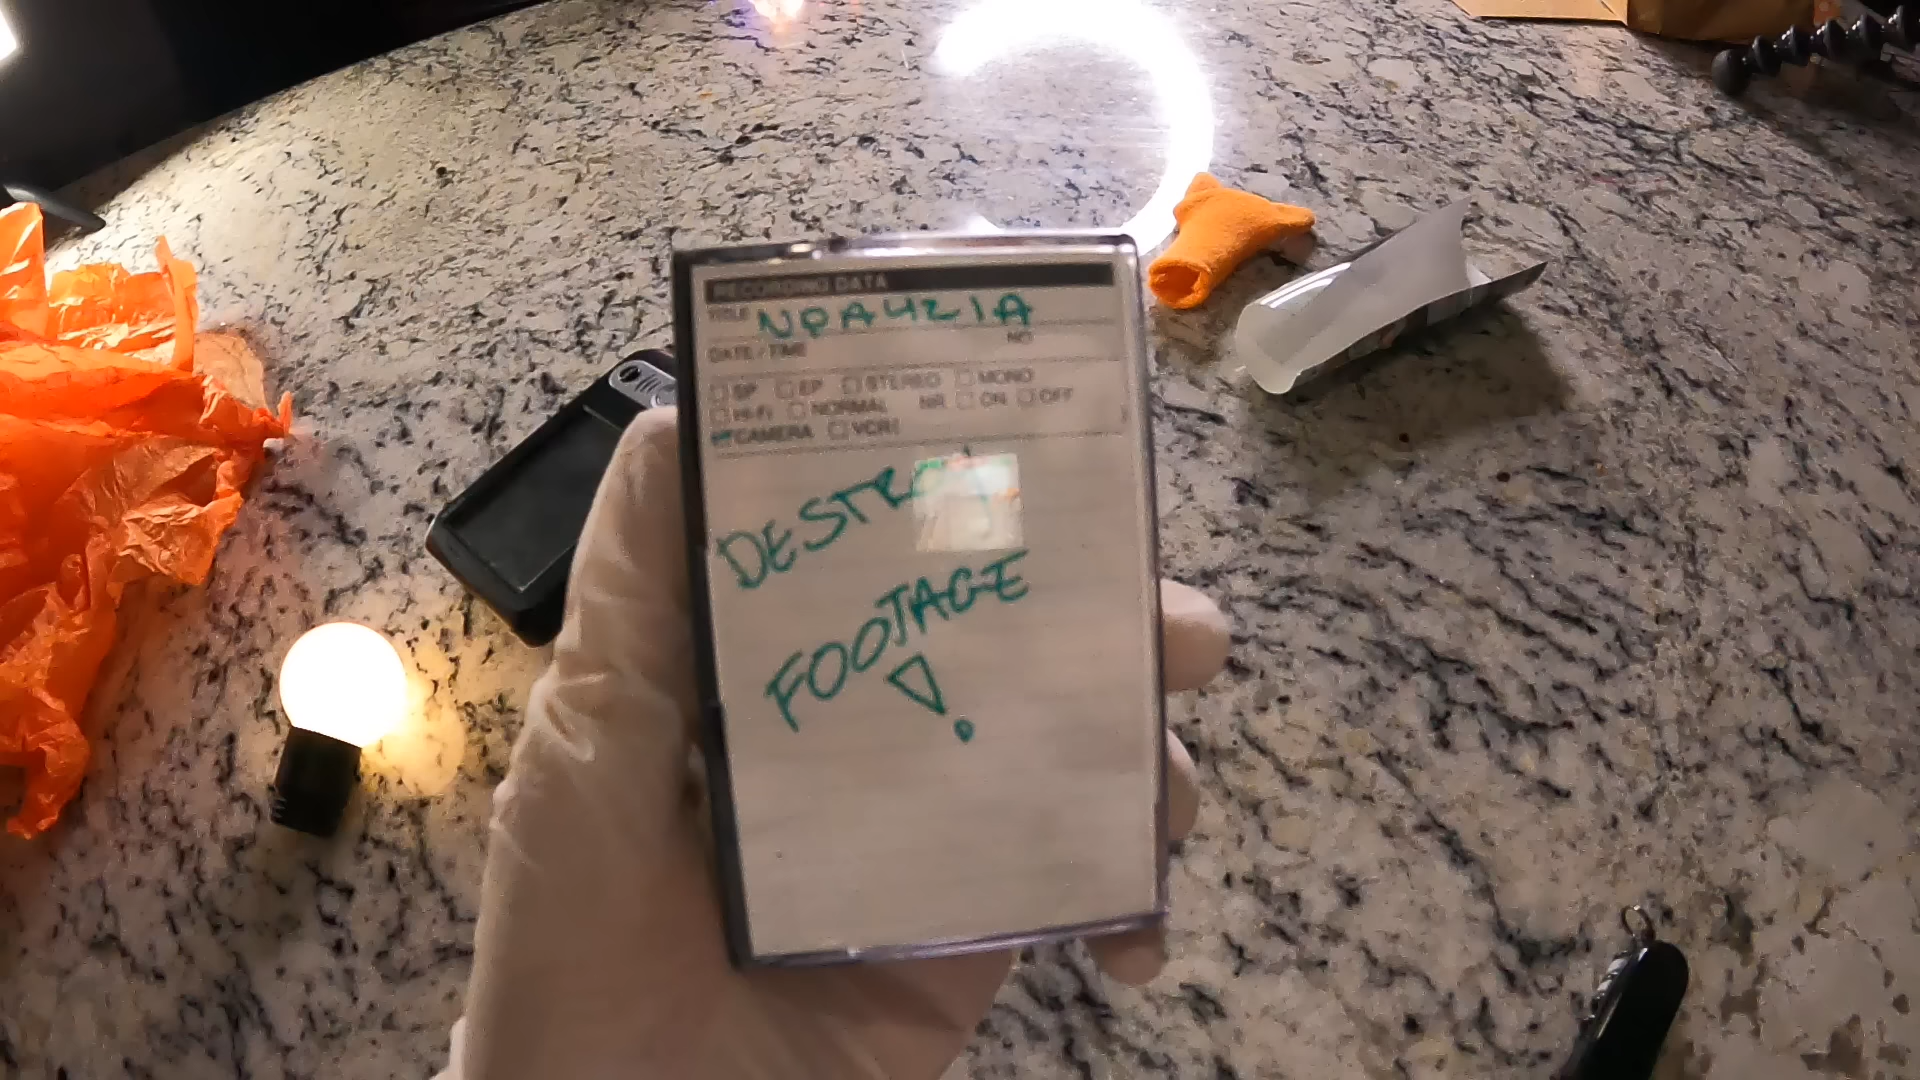 RECORDING DATA
TITLE NPA4Z1A
DATE / TIME NO
SP EP STEREO MONO
Hi-Fi NORMAL NR ON OFF
CAMERA VCR
DESTROY
FOOTAGE
!